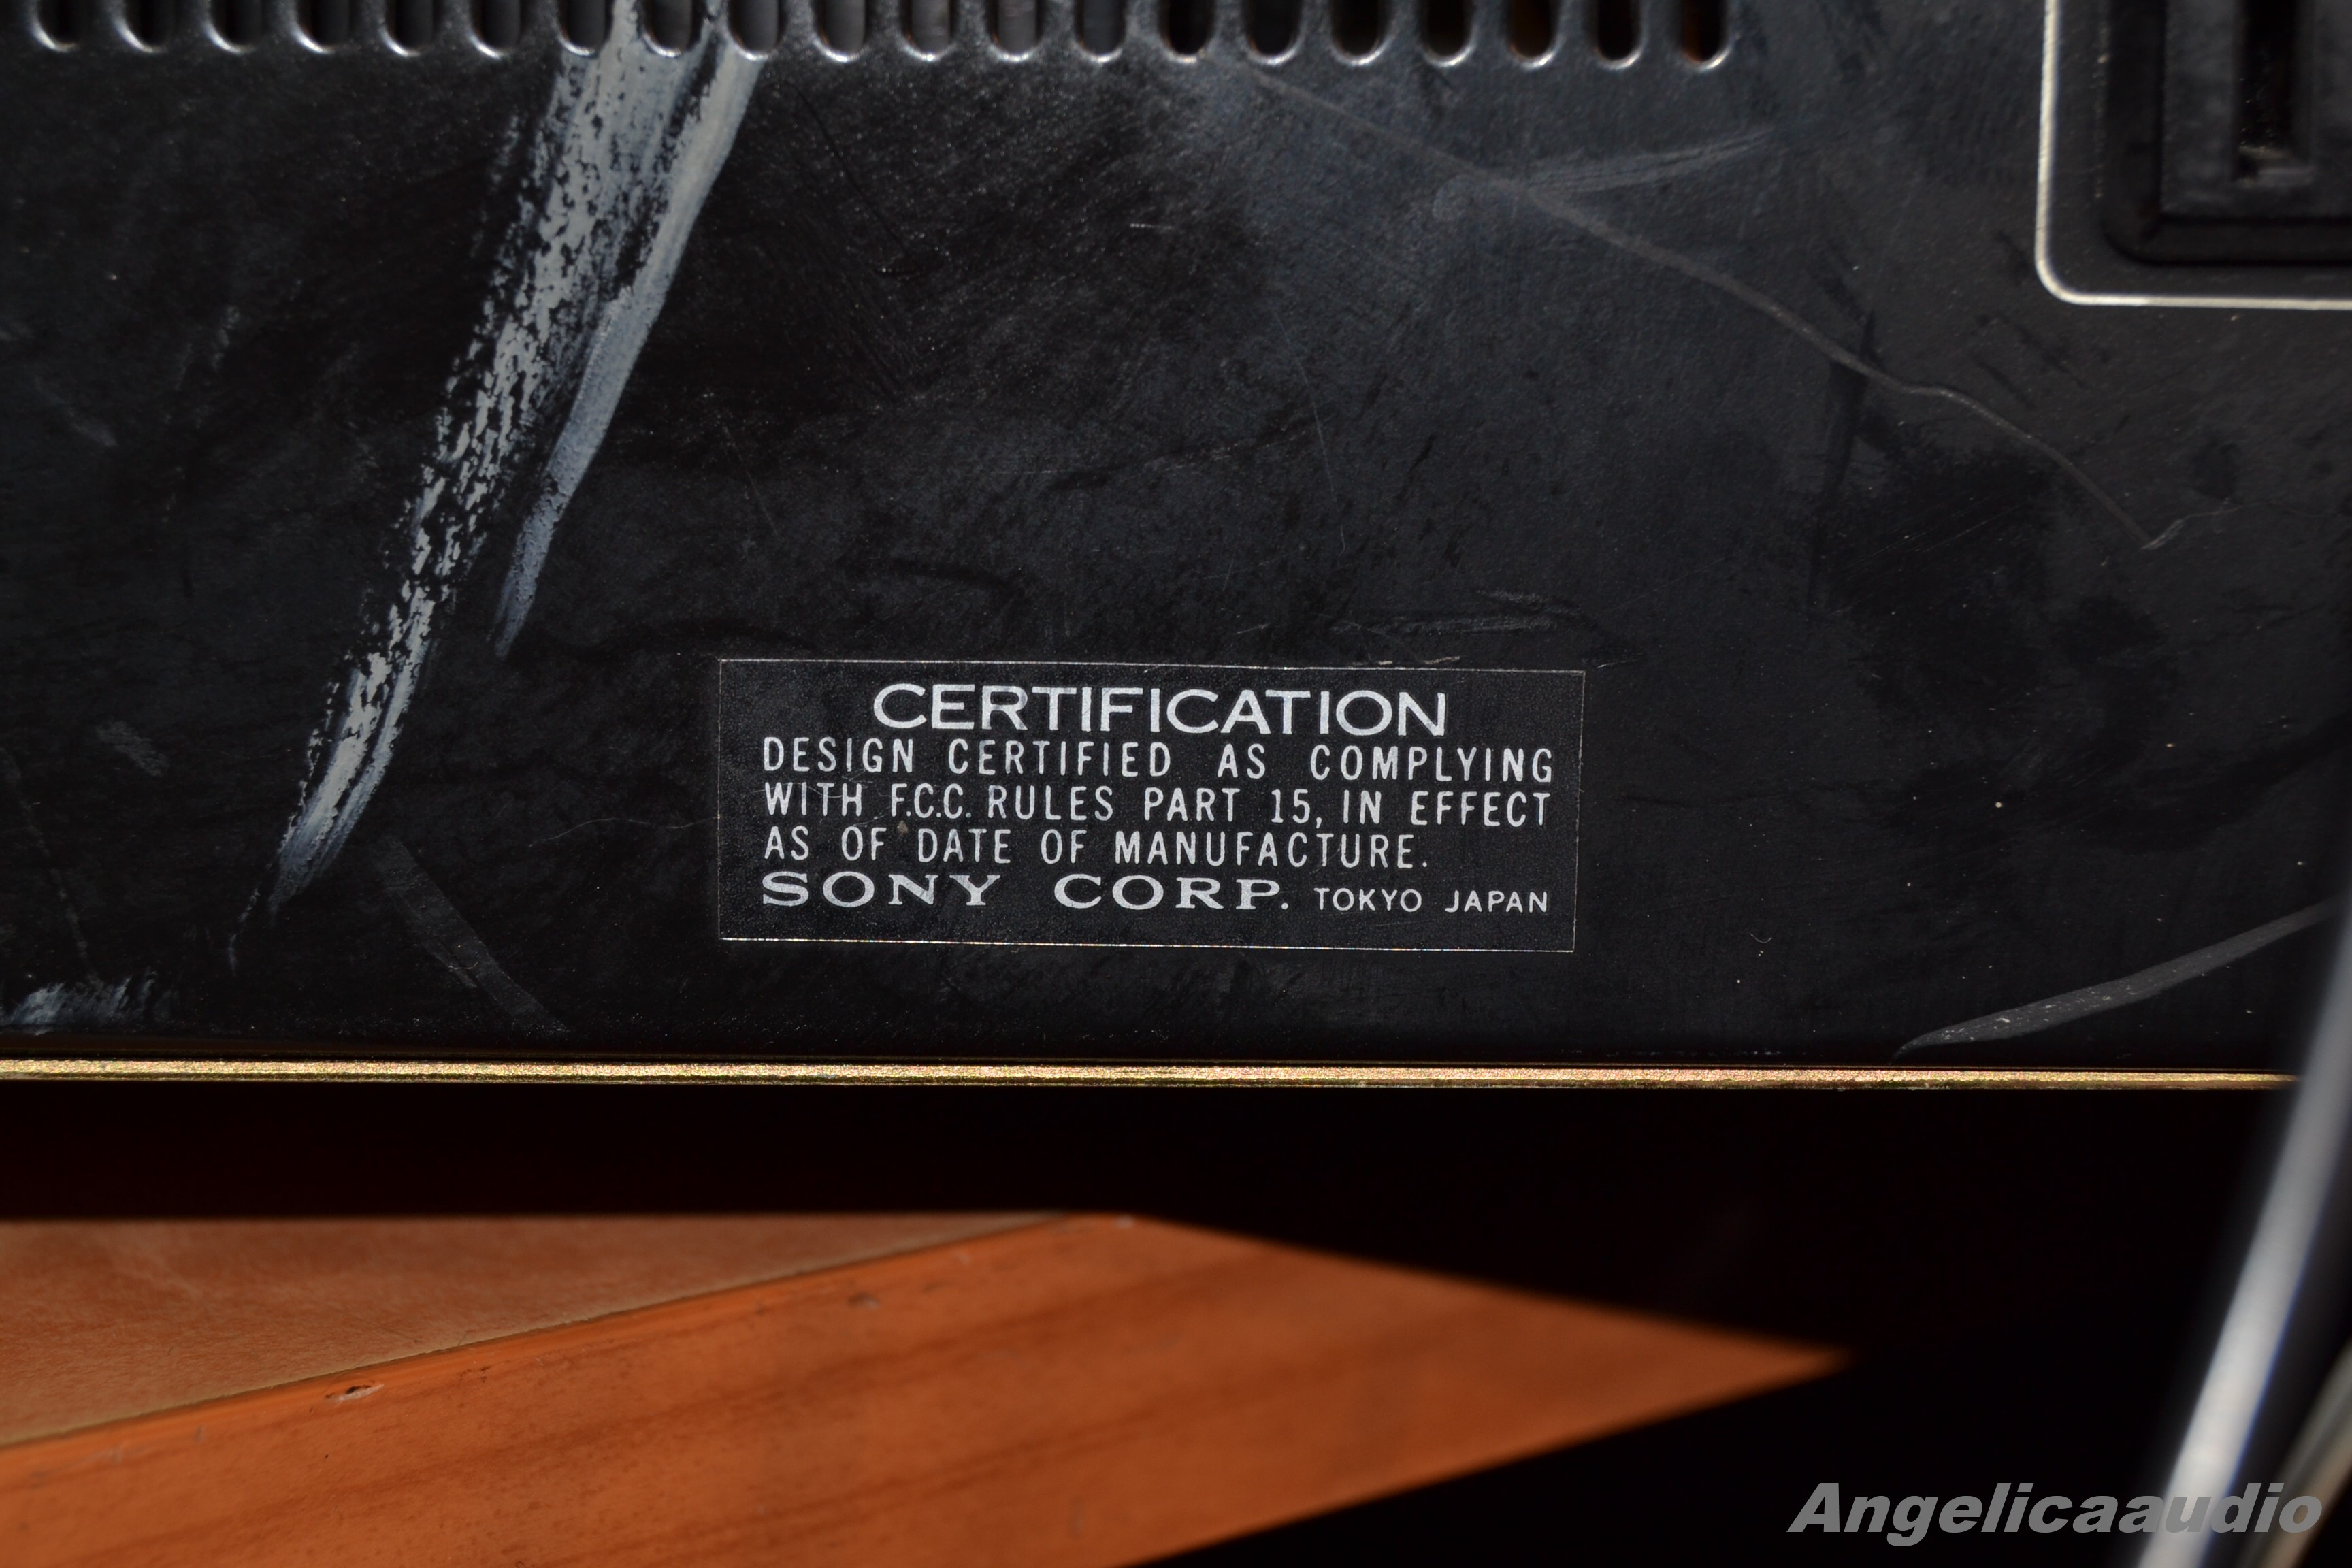 CERTIFICATION
DESIGN CERTIFIED AS COMPLYING
WITH F.C.C. RULES PART 15, IN EFFECT
AS OF DATE OF MANUFACTURE.
SONY CORP. TOKYO JAPAN
Angelicaaudio